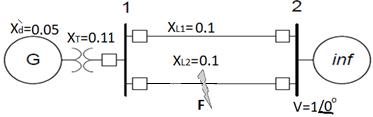 1
2
X'd=0.05
XT=0.11
XL1=0.1
XL2=0.1
G
inf
F
V=1/0°